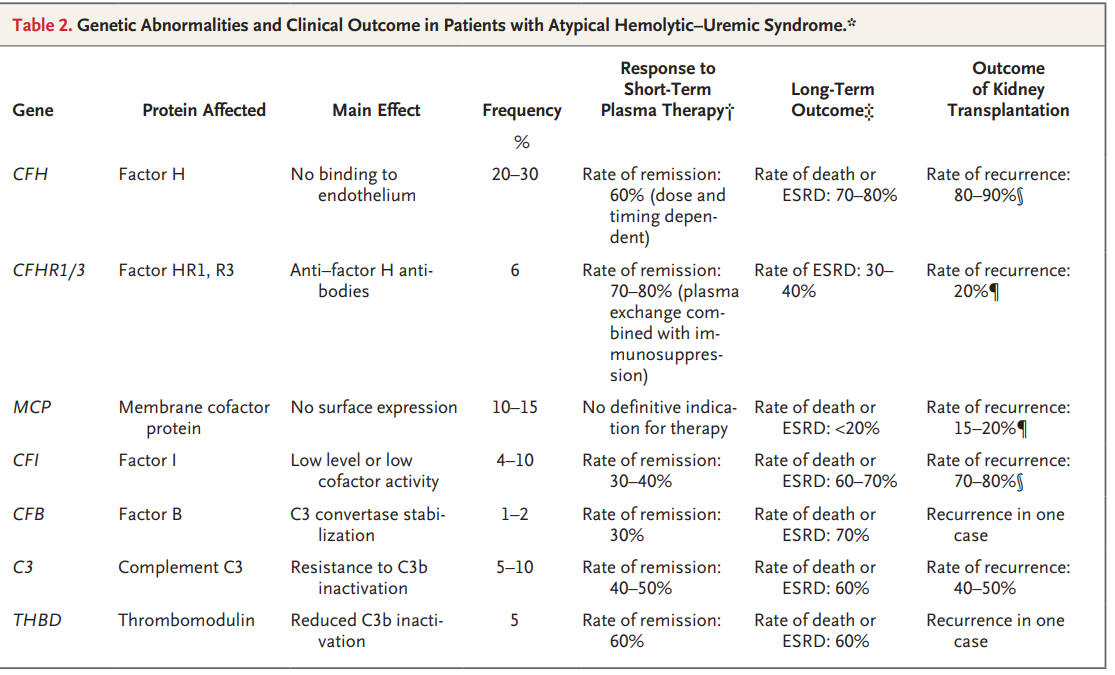 Table 2. Genetic Abnormalities and Clinical Outcome in Patients with Atypical Hemolytic–Uremic Syndrome.*
Gene Protein Affected Main Effect Frequency Response to Short-Term Plasma Therapy† Long-Term Outcome‡ Outcome of Kidney Transplantation
%
CFH Factor H No binding to endothelium 20–30 Rate of remission: 60% (dose and timing depen-dent) Rate of death or ESRD: 70–80% Rate of recurrence: 80–90%§
CFHR1/3 Factor HR1, R3 Anti–factor H anti-bodies 6 Rate of remission: 70–80% (plasma exchange com-bined with im-munosuppres-sion) Rate of ESRD: 30–40% Rate of recurrence: 20%¶
MCP Membrane cofactor protein No surface expression 10–15 No definitive indica-tion for therapy Rate of death or ESRD: <20% Rate of recurrence: 15–20%¶
CFI Factor I Low level or low cofactor activity 4–10 Rate of remission: 30–40% Rate of death or ESRD: 60–70% Rate of recurrence: 70–80%§
CFB Factor B C3 convertase stabi-lization 1–2 Rate of remission: 30% Rate of death or ESRD: 70% Recurrence in one case
C3 Complement C3 Resistance to C3b inactivation 5–10 Rate of remission: 40–50% Rate of death or ESRD: 60% Rate of recurrence: 40–50%
THBD Thrombomodulin Reduced C3b inacti-vation 5 Rate of remission: 60% Rate of death or ESRD: 60% Recurrence in one case